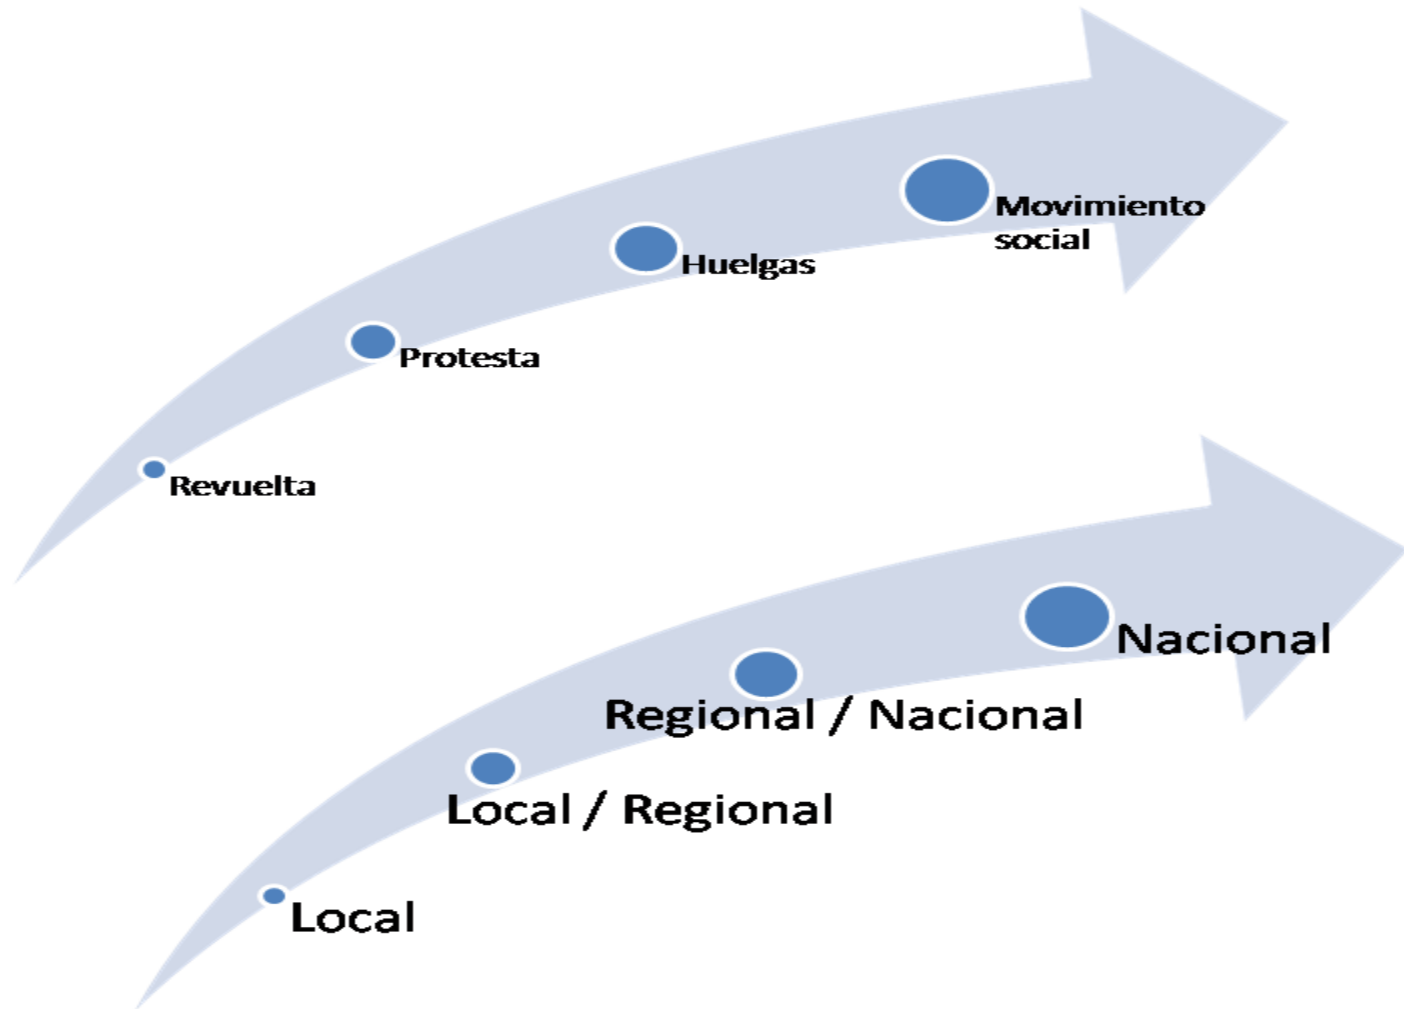 Movimiento
social
Huelgas
Protesta
Revuelta
Nacional
Regional / Nacional
Local / Regional
Local